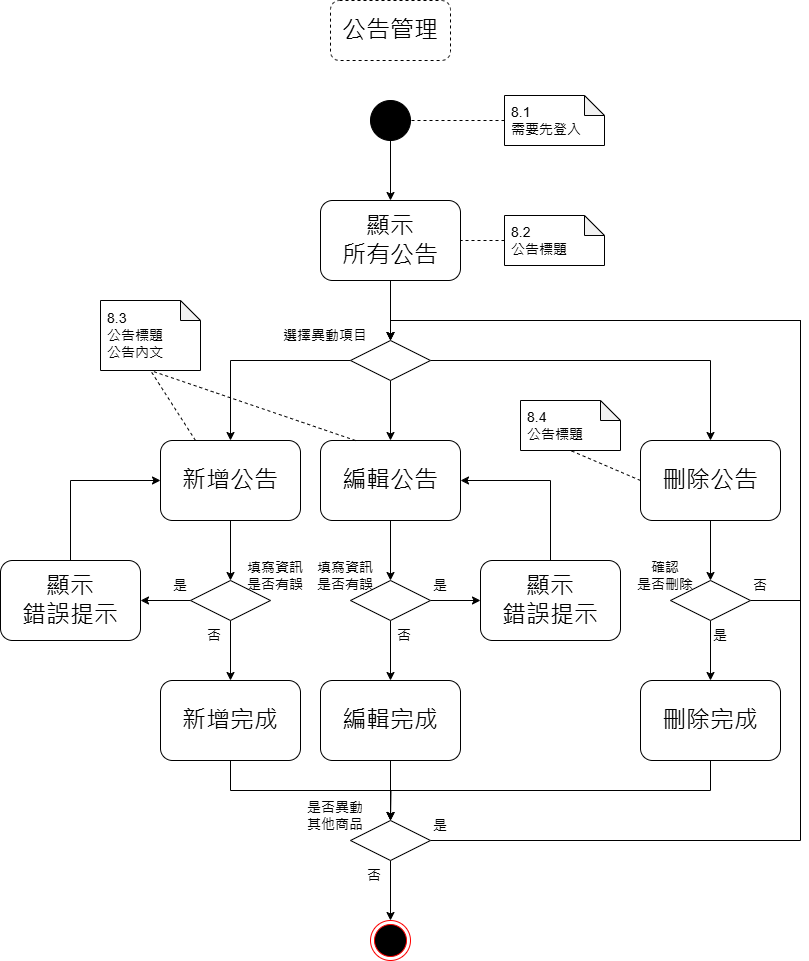 公告管理
8.1
需要先登入
顯示
所有公告
8.2
公告標題
8.3
公告標題
公告內文
選擇異動項目
8.4
公告標題
新增公告
編輯公告
刪除公告
顯示
錯誤提示
是
填寫資訊
是否有誤
否
填寫資訊
是否有誤
是
否
顯示
錯誤提示
確認
是否刪除
否
是
新增完成
編輯完成
刪除完成
是否異動
其他商品
是
否